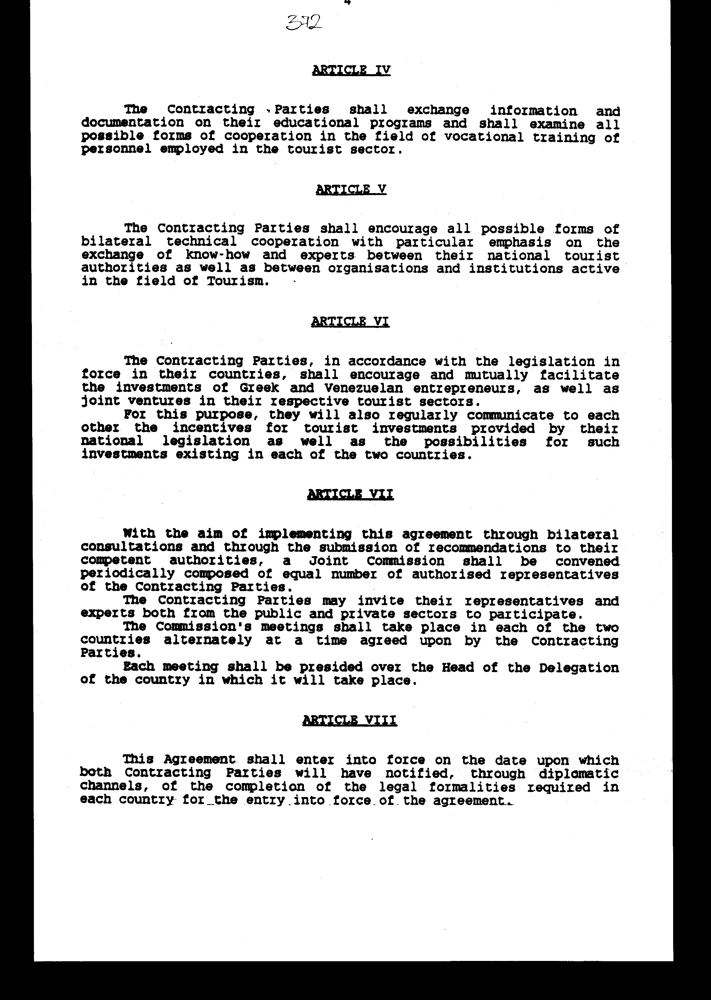 4
372
ARTICLE IV
The Contracting Parties shall exchange information and
documentation on their educational programs and shall examine all
possible forms of cooperation in the field of vocational training of
personnel employed in the tourist sector.
ARTICLE V
The Contracting Parties shall encourage all possible forms of
bilateral technical cooperation with particular emphasis on the
exchange of know-how and experts between their national tourist
authorities as well as between organisations and institutions active
in the field of Tourism.
ARTICLE VI
The Contracting Parties, in accordance with the legislation in
force in their countries, shall encourage and mutually facilitate
the investments of Greek and Venezuelan entrepreneurs, as well as
joint ventures in their respective tourist sectors.
For this purpose, they will also regularly communicate to each
other the incentives for tourist investments provided by their
national legislation as well as the possibilities for such
investments existing in each of the two countries.
ARTICLE VII
With the aim of implementing this agreement through bilateral
consultations and through the submission of recommendations to their
competent authorities, a Joint Commission shall be convened
periodically composed of equal number of authorised representatives
of the Contracting Parties.
The Contracting Parties may invite their representatives and
experts both from the public and private sectors to participate.
The Commission's meetings shall take place in each of the two
countries alternately at a time agreed upon by the Contracting
Parties.
Each meeting shall be presided over the Head of the Delegation
of the country in which it will take place.
ARTICLE VIII
This Agreement shall enter into force on the date upon which
both Contracting Parties will have notified, through diplomatic
channels, of the completion of the legal formalities required in
each country for the entry into force of the agreement.